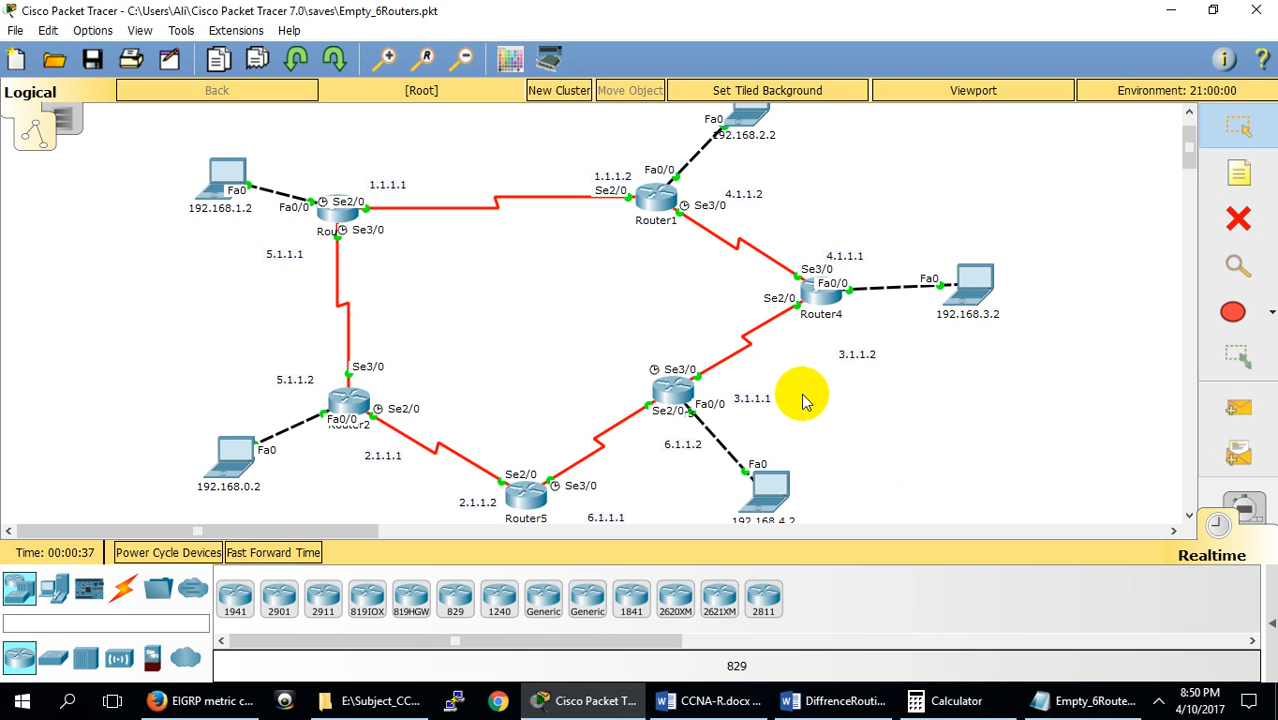 Cisco Packet Tracer - C:\Users\Ali\Cisco Packet Tracer 7.0\saves\Empty_6Routers.pkt
File Edit Options View Tools Extensions Help
Logical Back [Root] New Cluster Move Object Set Tiled Background Viewport Environment: 21:00:00
Fa0
192.168.2.2
Fa0/0
1.1.1.2
1.1.1.1
Fa0
Se2/0
4.1.1.2
Se2/0
192.168.1.2
Fa0/0
Se3/0
Router1
Se3/0
5.1.1.1
4.1.1.1
Se3/0
Fa0/0
Fa0
Se2/0
Router4
192.168.3.2
3.1.1.2
Se3/0
Se3/0
5.1.1.2
3.1.1.1
Se2/0
Fa0/0
Se2/0
Fa0/0
Router2
6.1.1.2
Fa0
2.1.1.1
Fa0
Se2/0
192.168.0.2
Se3/0
2.1.1.2
Router5
6.1.1.1
192.168.4.2
Realtime
Time: 00:00:37 Power Cycle Devices Fast Forward Time
1941 2901 2911 819IOX 819HGW 829 1240 Generic Generic 1841 2620XM 2621XM 2811
829
EIGRP metric c... E:\Subject_CC... Cisco Packet T... CCNA-R.docx ... DiffrenceRouti... Calculator Empty_6Route...
8:50 PM
4/10/2017